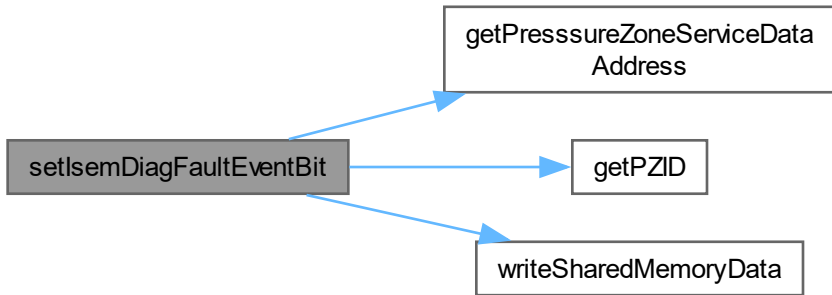 getPresssureZoneServiceData
Address
setIsemDiagFaultEventBit
getPZID
writeSharedMemoryData